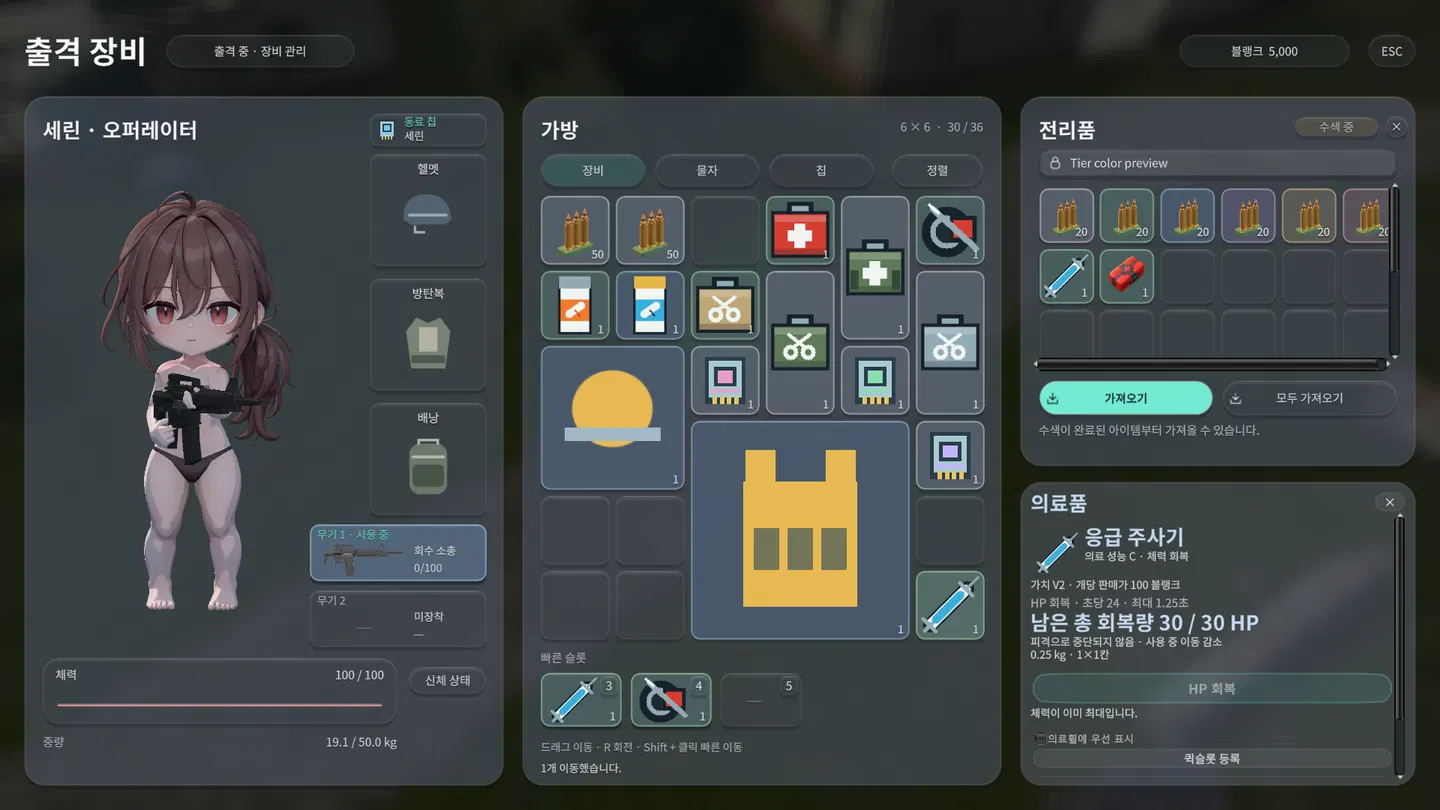 출격 장비
출격 중 · 장비 관리
블랭크 5,000
ESC
세린 · 오퍼레이터
동료 칩
세린
헬멧
방탄복
배낭
무기 1 · 사용 중
회수 소총
0/100
무기 2
—
미장착
—
체력
100 / 100
신체 상태
중량
19.1 / 50.0 kg
가방
6 × 6 · 30 / 36
장비
물자
칩
정렬
50
50
1
1
1
1
1
1
1
1
1
1
1
1
1
1
빠른 슬롯
3
1
4
1
5
—
드래그 이동 · R 회전 · Shift + 클릭 빠른 이동
1개 이동했습니다.
전리품
수색 중
Tier color preview
20
20
20
20
20
20
1
1
가져오기
모두 가져오기
수색이 완료된 아이템부터 가져올 수 있습니다.
의료품
응급 주사기
의료 성능 C · 체력 회복
가치 V2 · 개당 판매가 100 블랭크
HP 회복 · 초당 24 · 최대 1.25초
남은 총 회복량 30 / 30 HP
피격으로 중단되지 않음 · 사용 중 이동 감소
0.25 kg · 1×1칸
HP 회복
체력이 이미 최대입니다.
의료휠에 우선 표시
퀵슬롯 등록